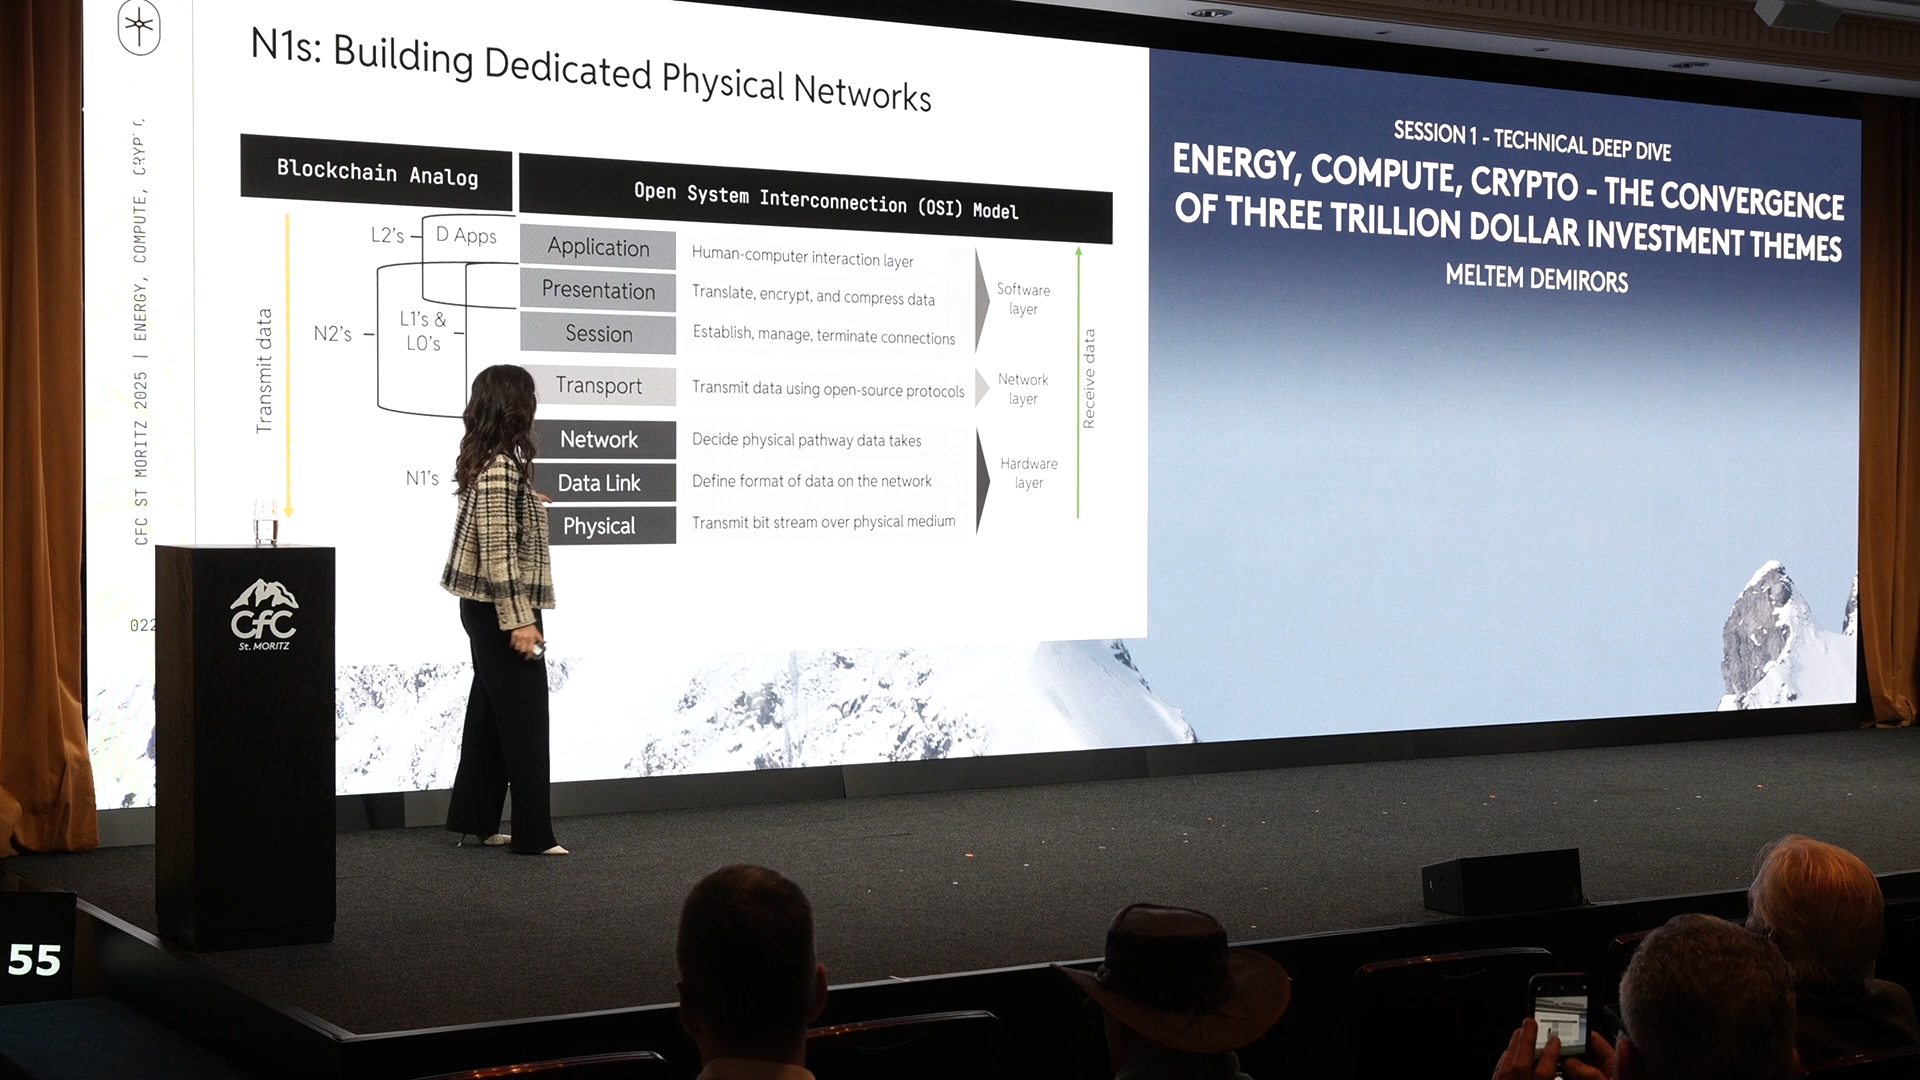 N1s: Building Dedicated Physical Networks
Blockchain Analog
Open System Interconnection (OSI) Model
L2's
D Apps
N2's
L1's &
L0's
N1's
Transmit data
Application
Human-computer interaction layer
Presentation
Translate, encrypt, and compress data
Session
Establish, manage, terminate connections
Transport
Transmit data using open-source protocols
Network
Decide physical pathway data takes
Data Link
Define format of data on the network
Physical
Transmit bit stream over physical medium
Software
layer
Network
layer
Hardware
layer
Receive data
CFC ST MORITZ 2025 | ENERGY, COMPUTE,
022
SESSION 1 - TECHNICAL DEEP DIVE
ENERGY, COMPUTE, CRYPTO - THE CONVERGENCE
OF THREE TRILLION DOLLAR INVESTMENT THEMES
MELTEM DEMIRORS
CfC
St. MORITZ
55